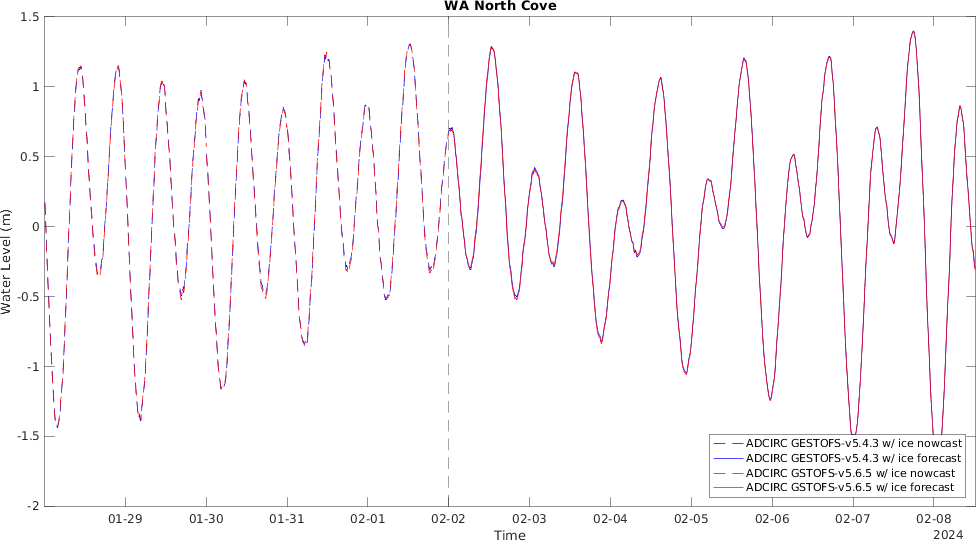 WA North Cove
1.5
1
0.5
0
-0.5
-1
-1.5
-2
Water Level (m)
01-29
01-30
01-31
02-01
02-02
02-03
02-04
02-05
02-06
02-07
02-08
Time
2024
ADCIRC GESTOFS-v5.4.3 w/ ice nowcast
ADCIRC GESTOFS-v5.4.3 w/ ice forecast
ADCIRC GSTOFS-v5.6.5 w/ ice nowcast
ADCIRC GSTOFS-v5.6.5 w/ ice forecast